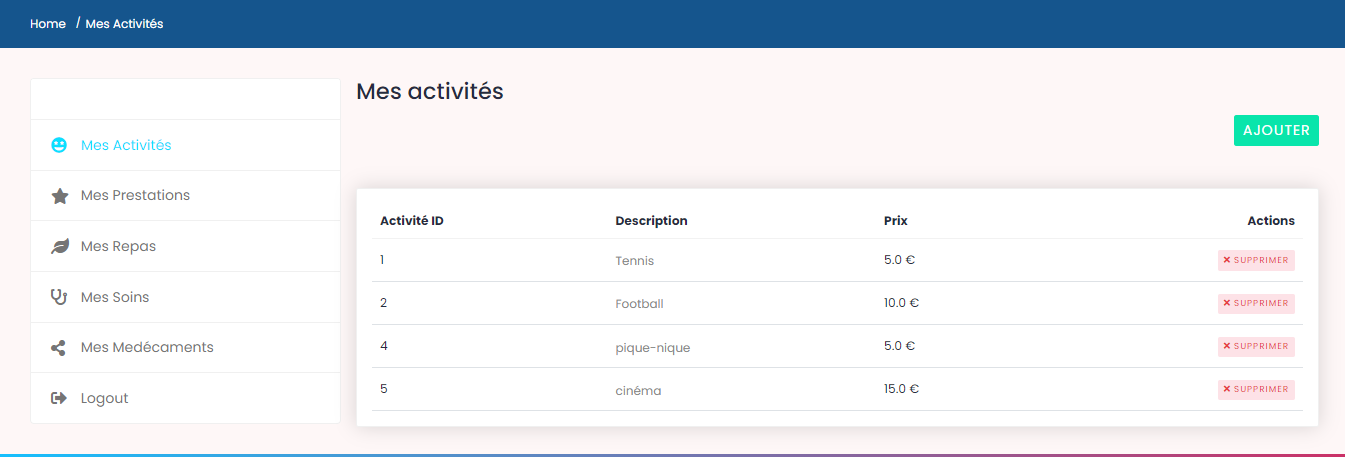 Home / Mes Activités
Mes activités
AJOUTER
Mes Activités
Mes Prestations
Mes Repas
Mes Soins
Mes Medécaments
Logout
Activité ID Description Prix Actions
1 Tennis 5.0 € × SUPPRIMER
2 Football 10.0 € × SUPPRIMER
4 pique-nique 5.0 € × SUPPRIMER
5 cinéma 15.0 € × SUPPRIMER